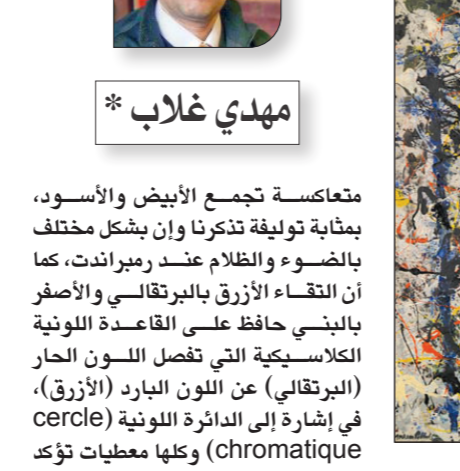 مهدي غلاب *
متعاكسة تجمع الأبيض والأسود،
بمثابة توليفة تذكرنا وإن بشكل مختلف
بالضوء والظلام عند رمبراندت، كما
أن التقاء الأزرق بالبرتقالي والأصفر
بالبني حافظ على القاعدة اللونية
الكلاسيكية التي تفصل اللون الحار
(البرتقالي) عن اللون البارد (الأزرق)،
في إشارة إلى الدائرة اللونية (cercle
chromatique) وكلها معطيات تؤكد